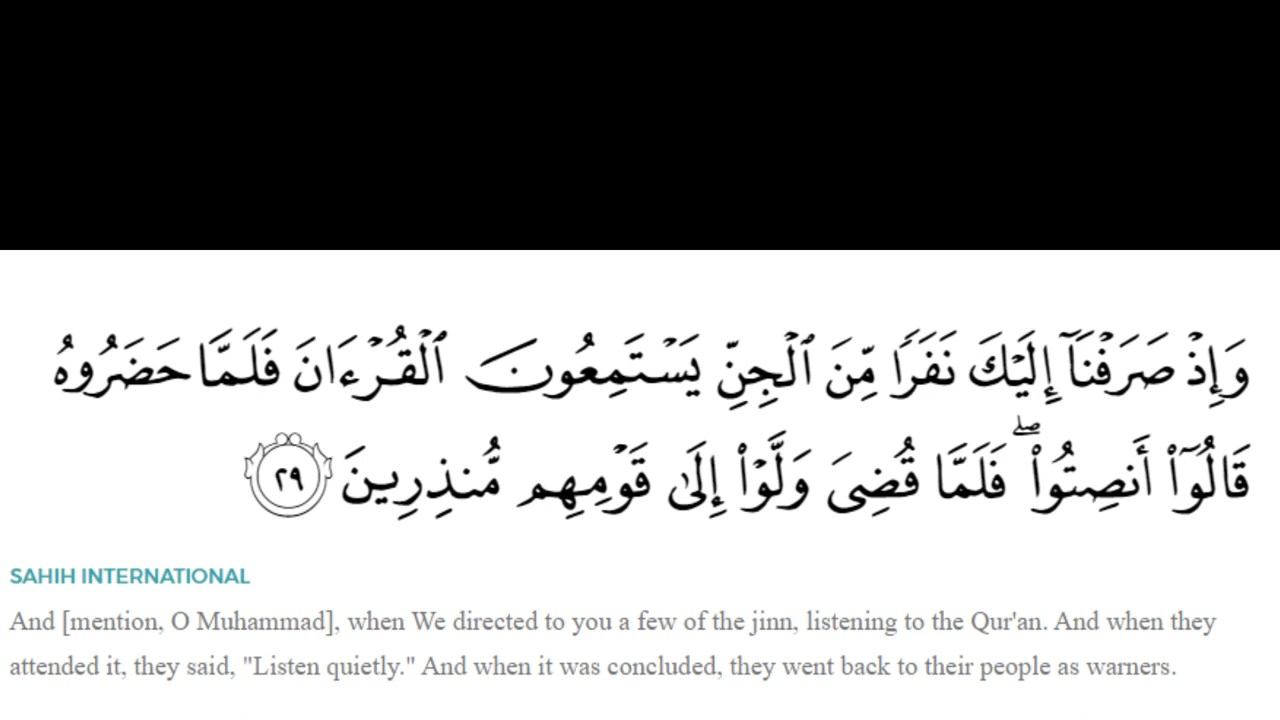 وَإِذْ صَرَفْنَآ إِلَيْكَ نَفَرًا مِّنَ ٱلْجِنِّ يَسْتَمِعُونَ ٱلْقُرْءَانَ فَلَمَّا حَضَرُوهُ
قَالُوٓا۟ أَنصِتُوا۟ ۖ فَلَمَّا قُضِىَ وَلَّوْا۟ إِلَىٰ قَوْمِهِم مُّنذِرِينَ ٢٩
SAHIH INTERNATIONAL
And [mention, O Muhammad], when We directed to you a few of the jinn, listening to the Qur'an. And when they
attended it, they said, "Listen quietly." And when it was concluded, they went back to their people as warners.